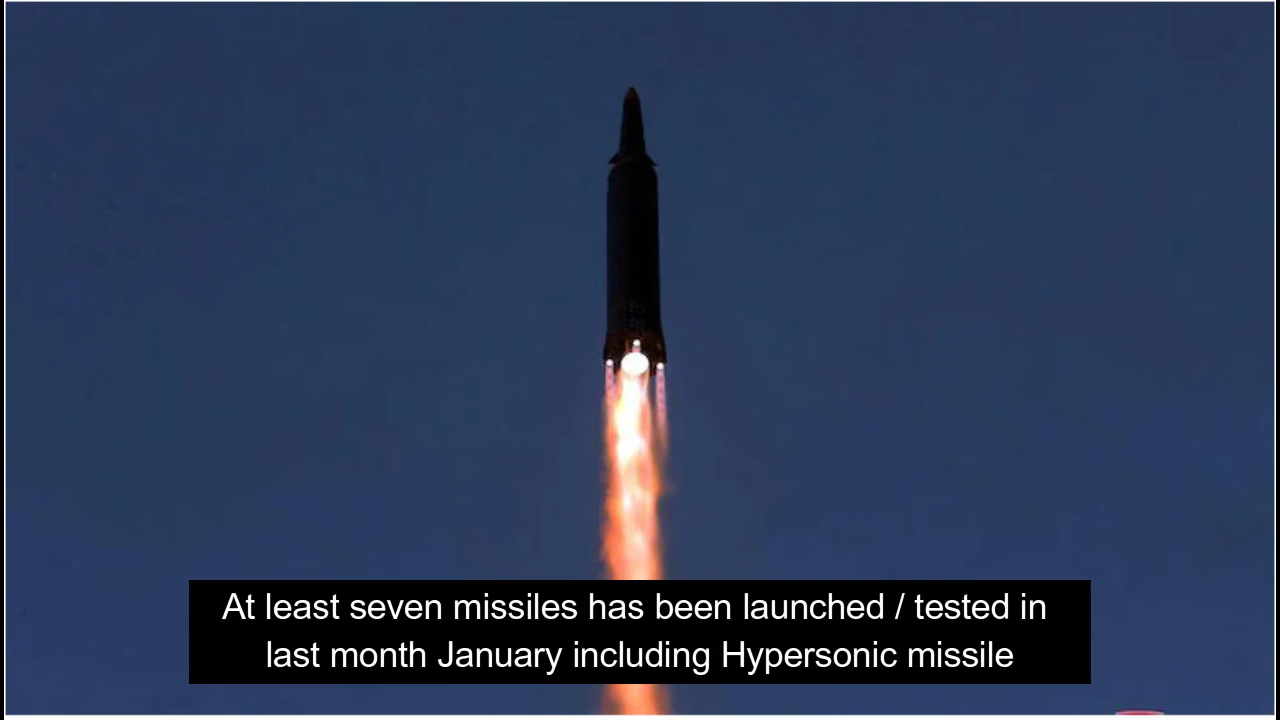 At least seven missiles has been launched / tested in
last month January including Hypersonic missile